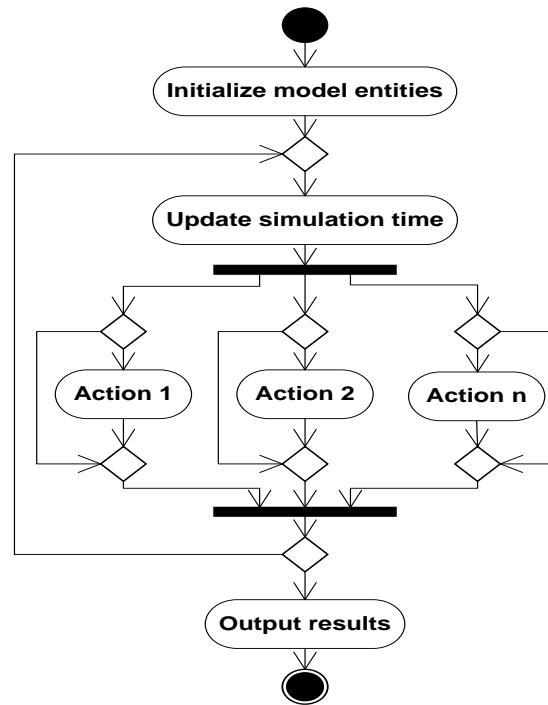 Initialize model entities
Update simulation time
Action 1
Action 2
Action n
Output results